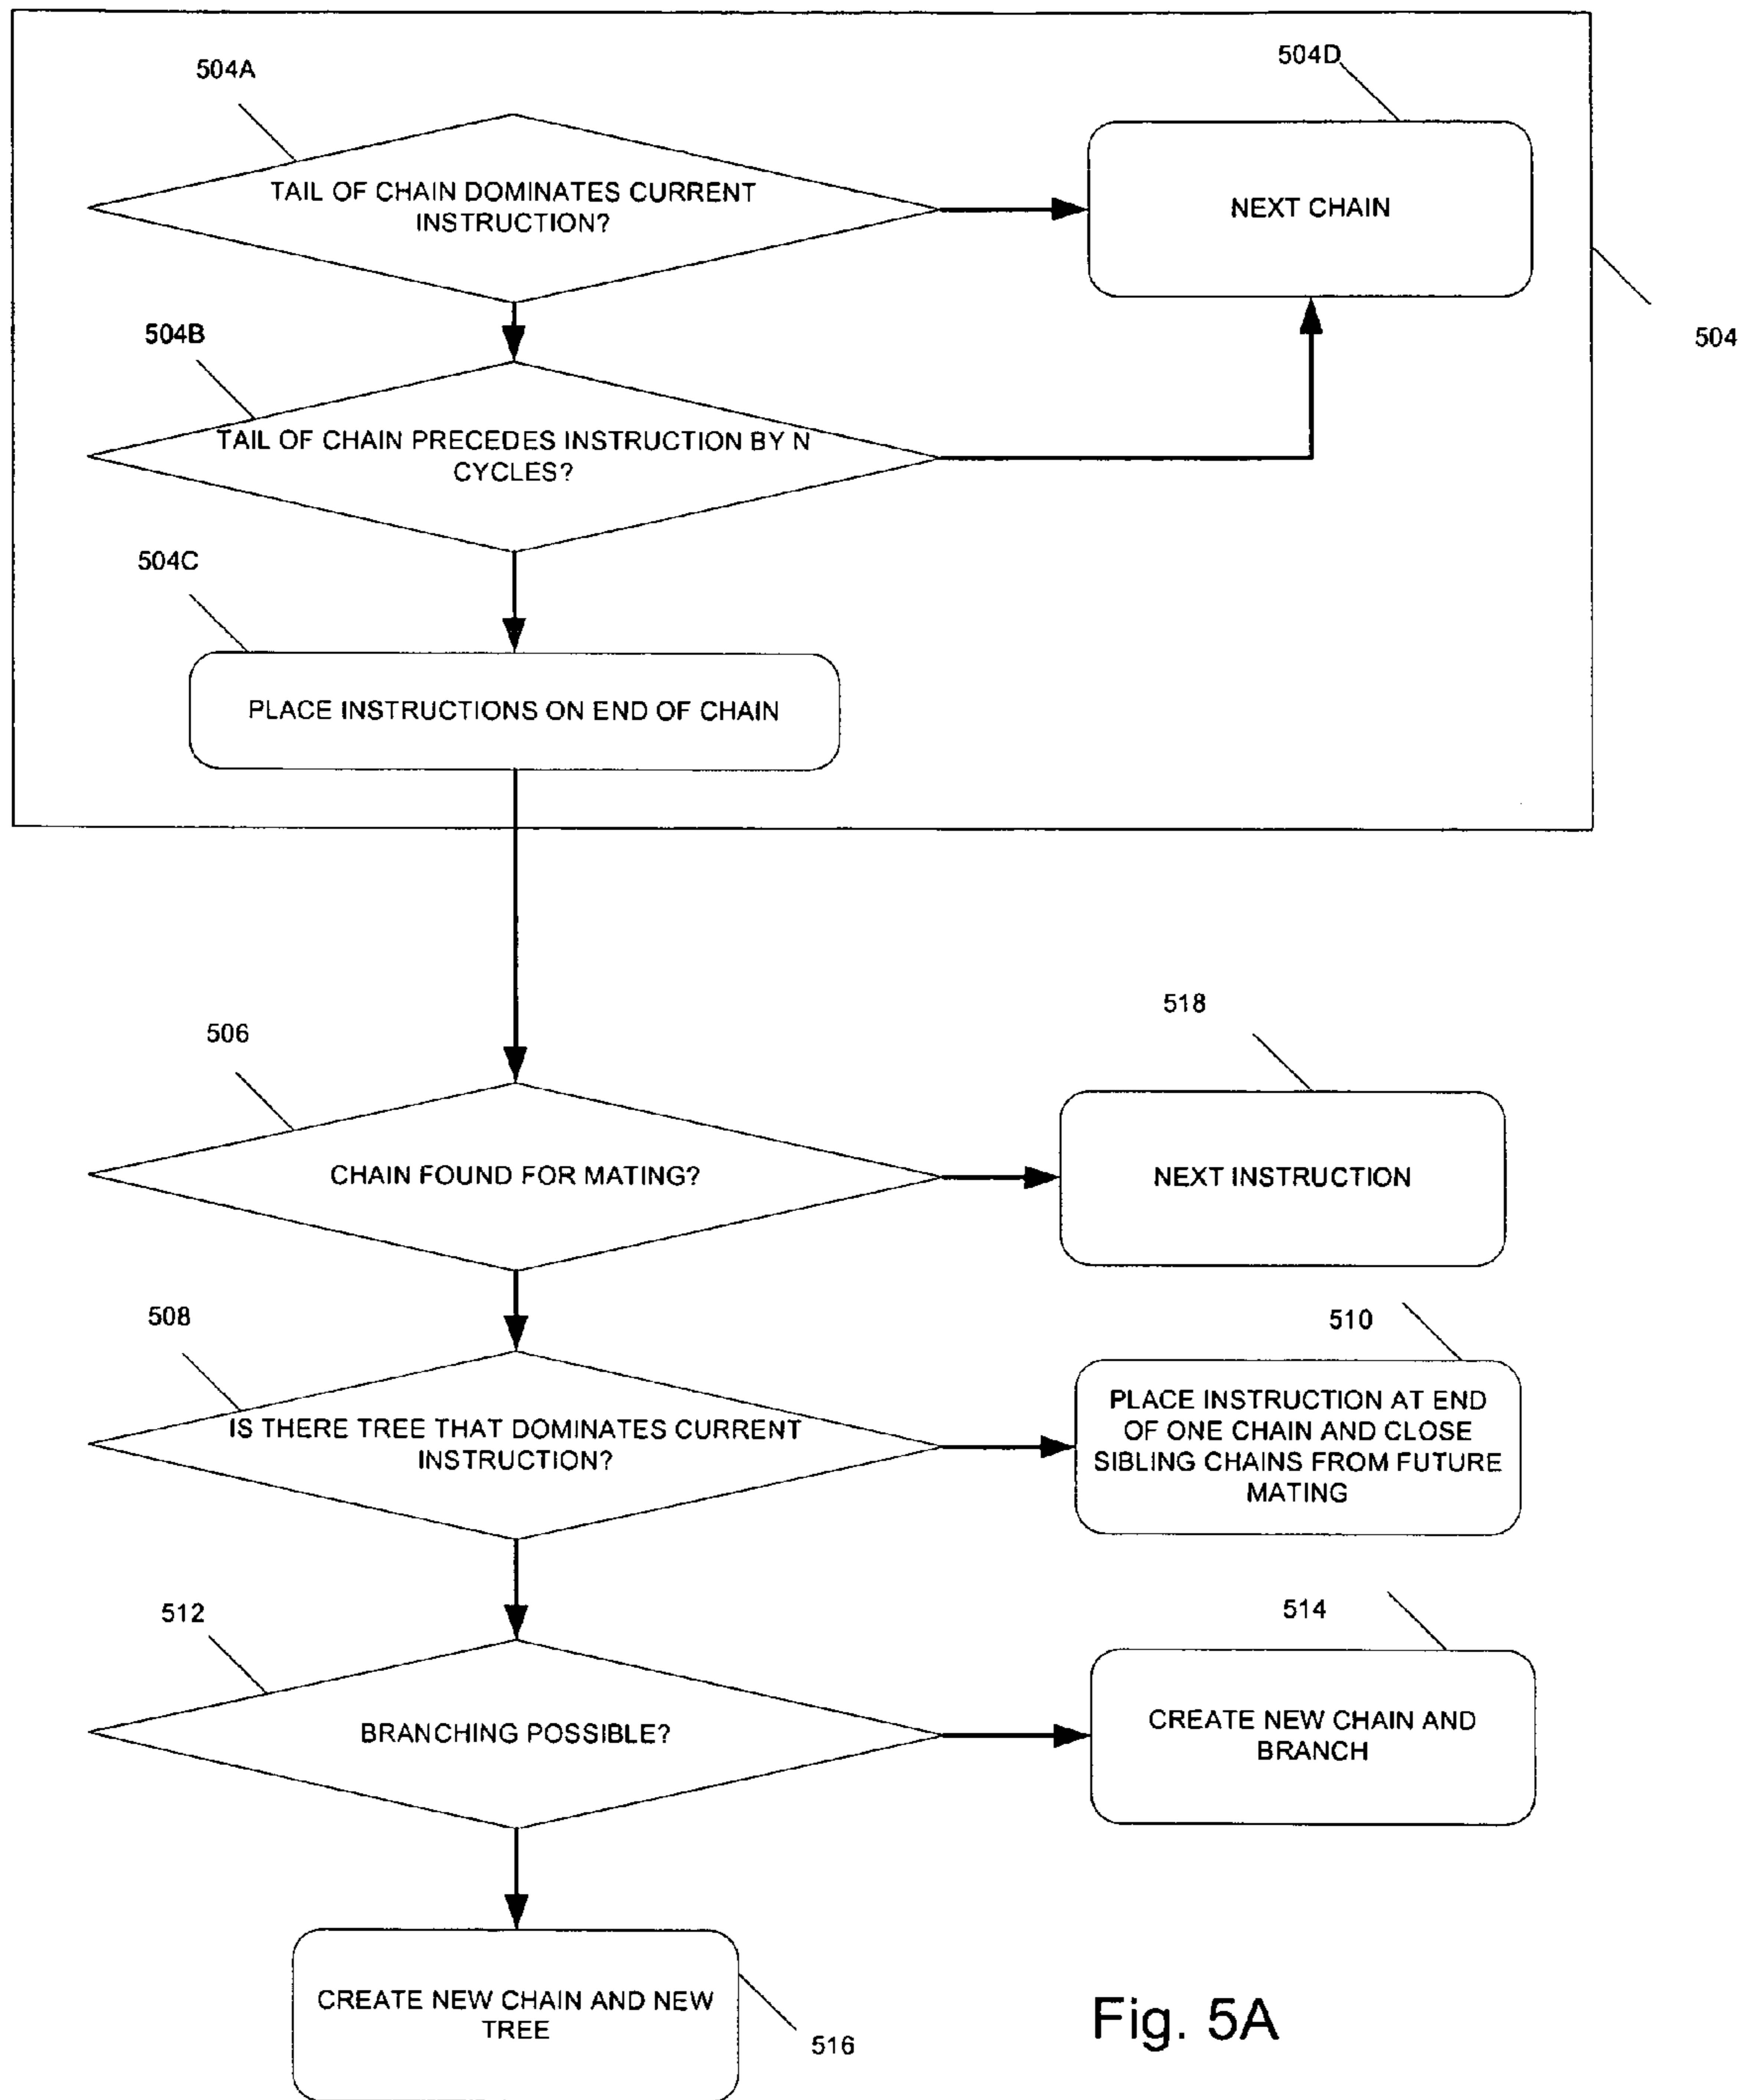 504A
504D
TAIL OF CHAIN DOMINATES CURRENT
INSTRUCTION?
NEXT CHAIN
504B
504
TAIL OF CHAIN PRECEDES INSTRUCTION BY N
CYCLES?
504C
PLACE INSTRUCTIONS ON END OF CHAIN
506
518
CHAIN FOUND FOR MATING?
NEXT INSTRUCTION
508
510
IS THERE TREE THAT DOMINATES CURRENT
INSTRUCTION?
PLACE INSTRUCTION AT END
OF ONE CHAIN AND CLOSE
SIBLING CHAINS FROM FUTURE
MATING
512
514
BRANCHING POSSIBLE?
CREATE NEW CHAIN AND
BRANCH
CREATE NEW CHAIN AND NEW
TREE
516
Fig. 5A